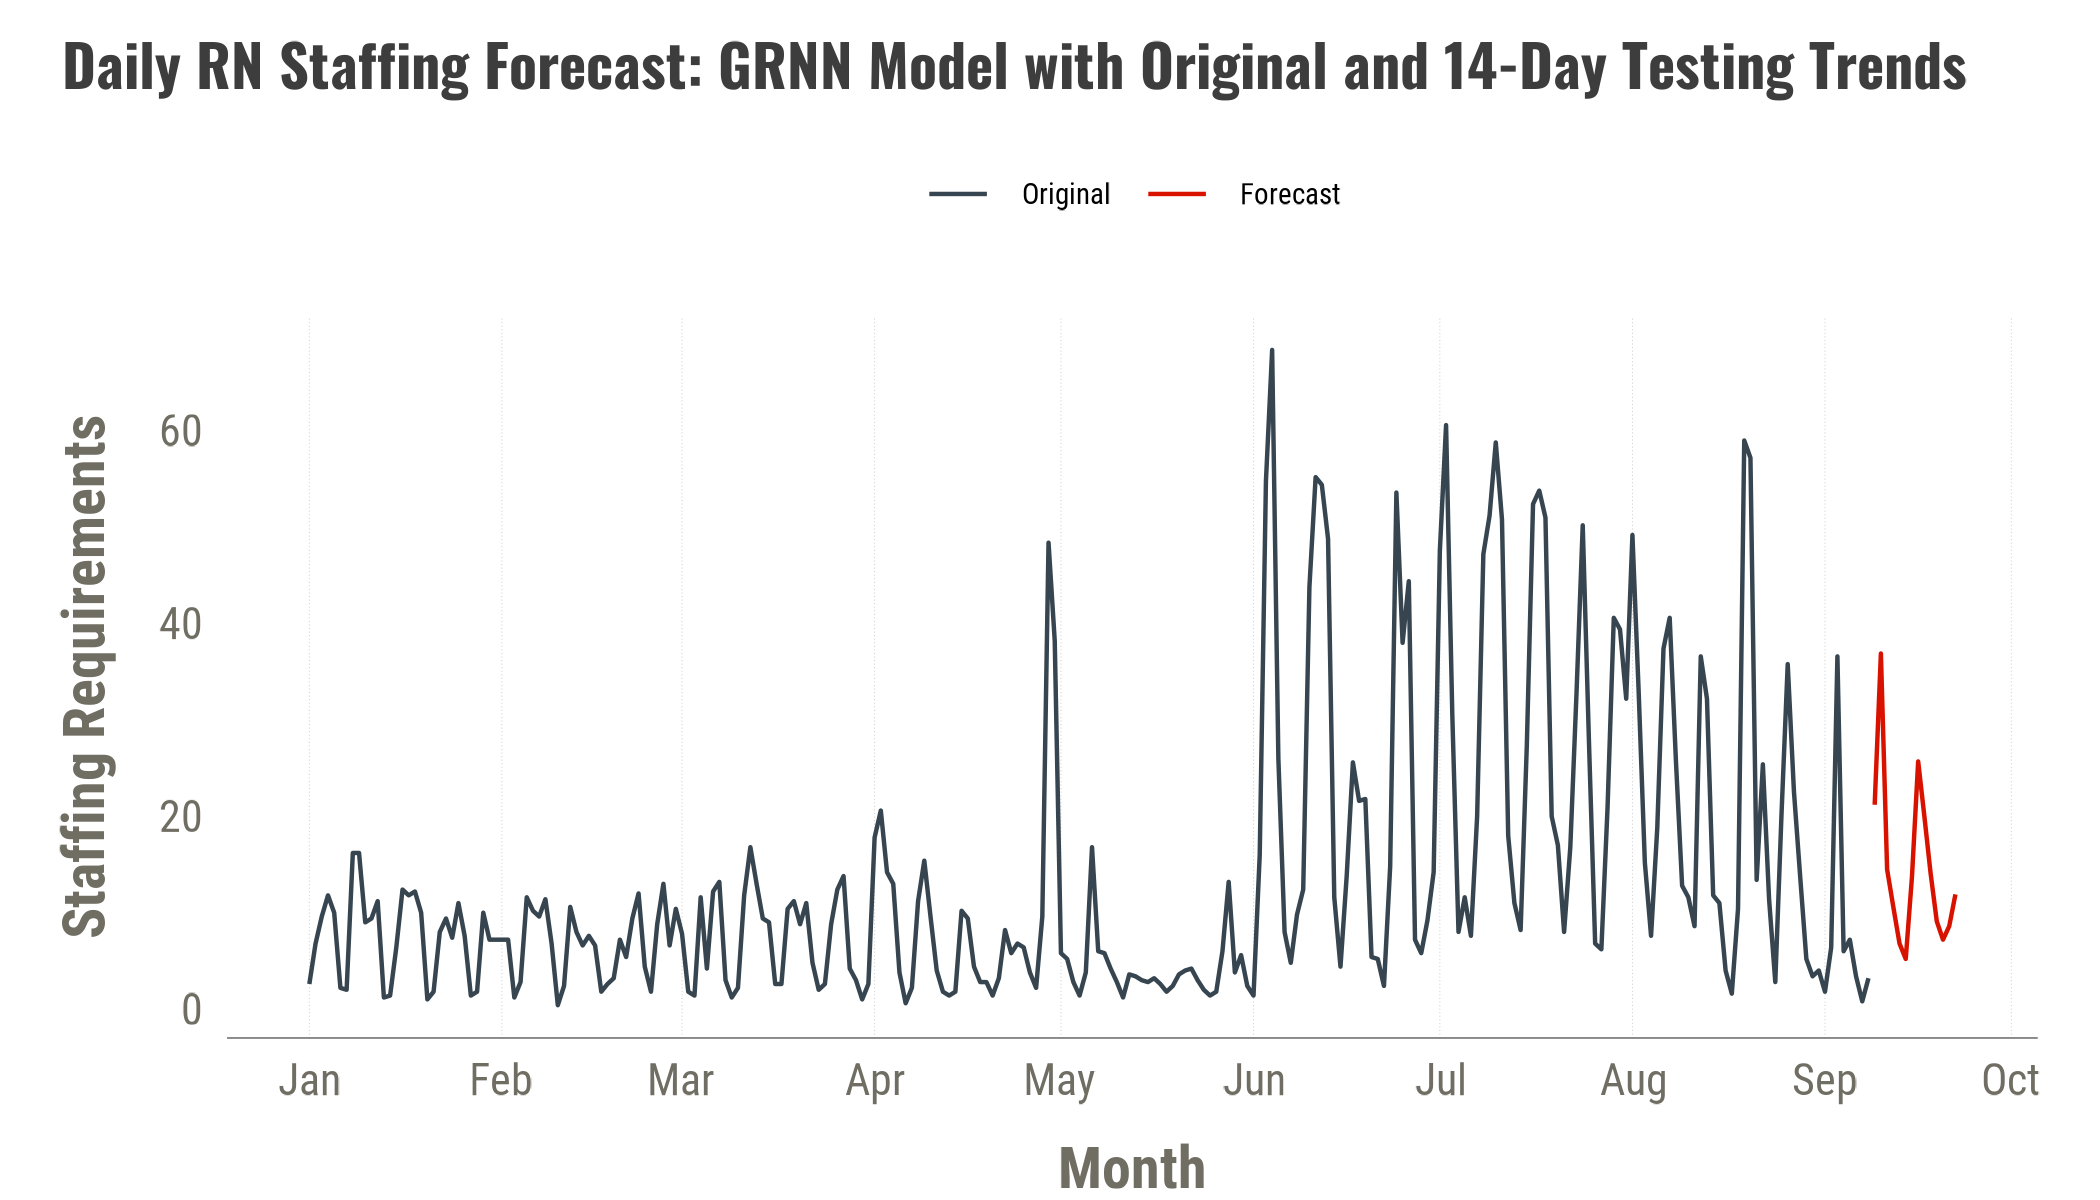 Daily RN Staffing Forecast: GRNN Model with Original and 14-Day Testing Trends
Original Forecast
Staffing Requirements
60
40
20
0
Jan Feb Mar Apr May Jun Jul Aug Sep Oct
Month